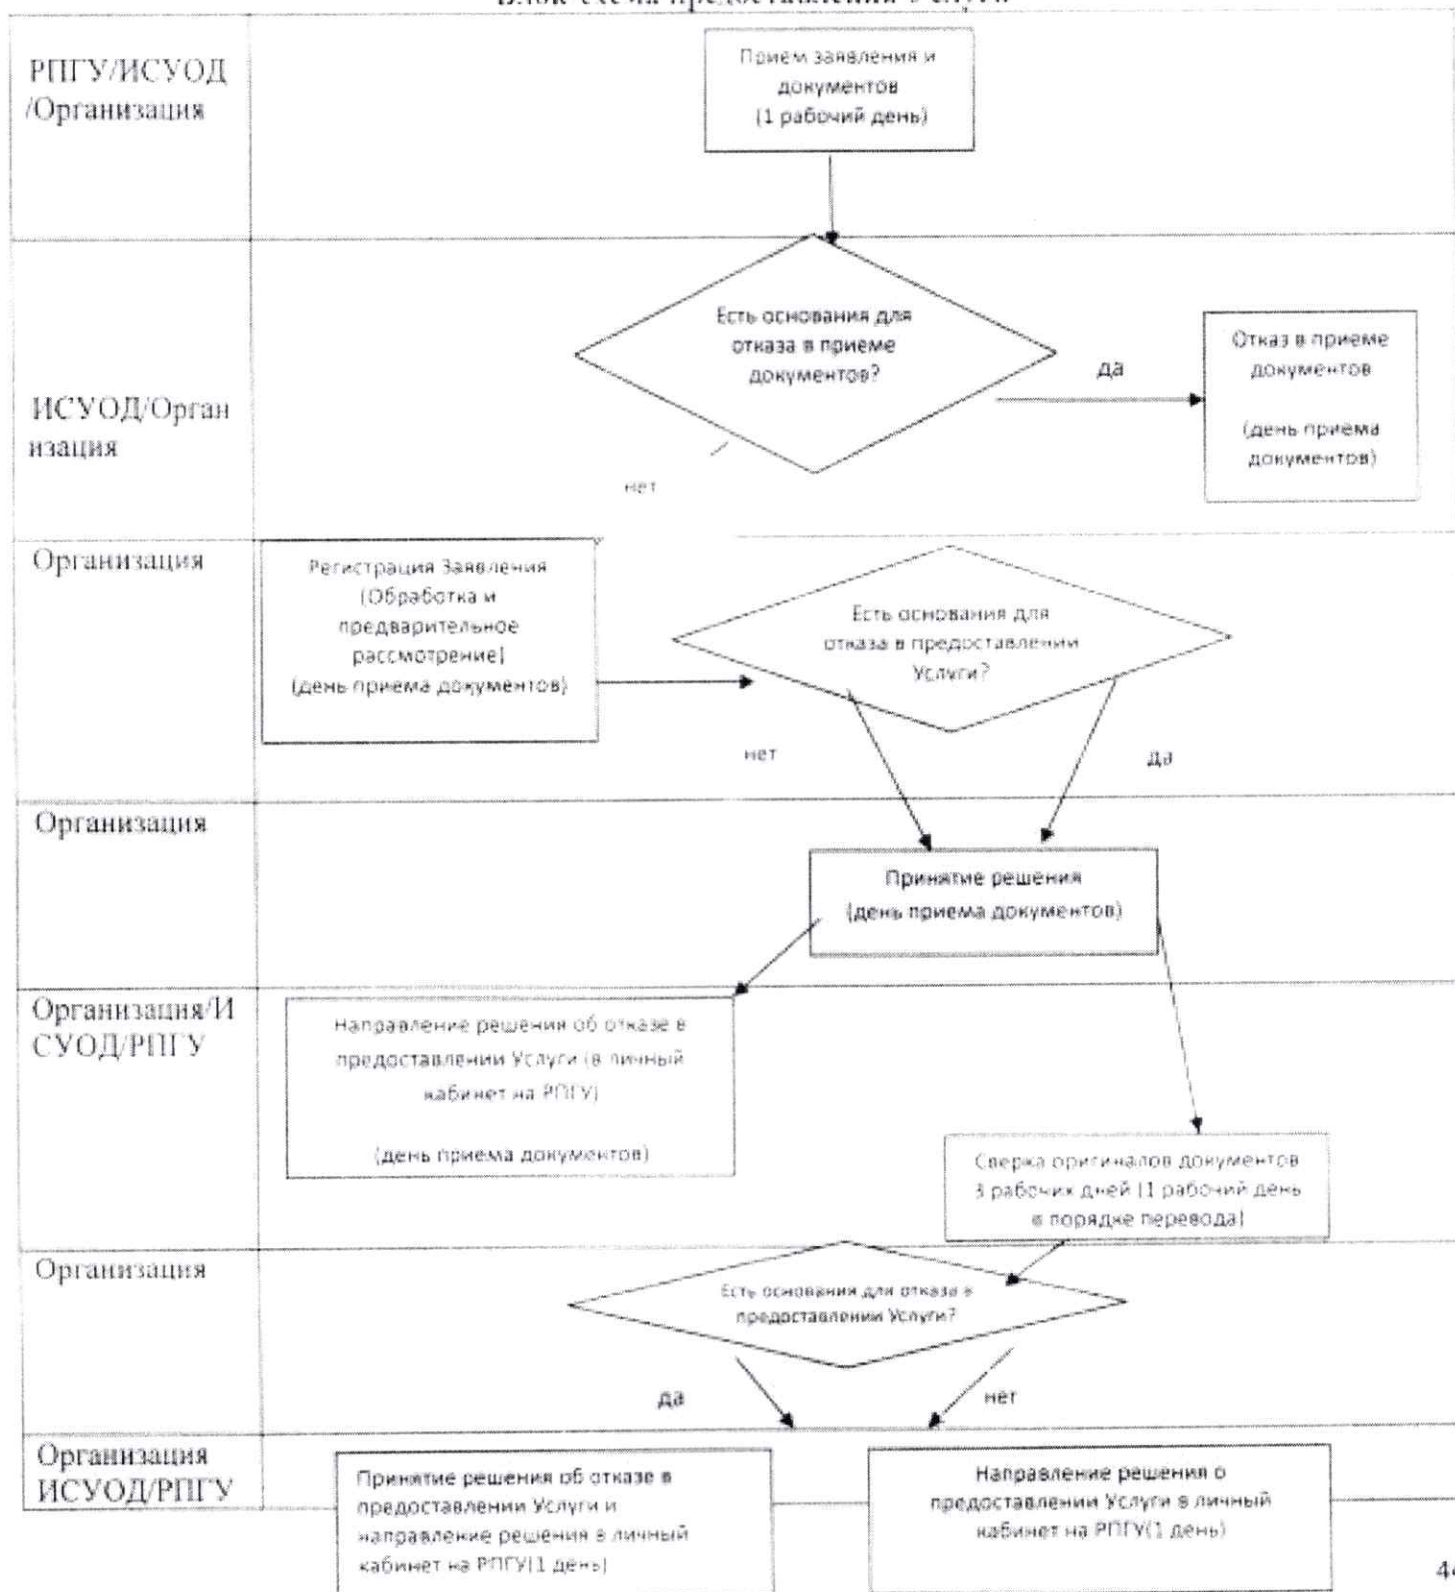 Блок-схема предоставления Услуги
РПГУ/ИСУОД
/Организация
Прием заявления и
документов
(1 рабочий день)
ИСУОД/Орган
изация
Есть основания для
отказа в приеме
документов?
да
нет
Отказ в приеме
документов
(день приема
документов)
Организация
Регистрация Заявления
(Обработка и
предварительное
рассмотрение)
(день приема документов)
Есть основания для
отказа в предоставлении
Услуги?
нет
да
Организация
Принятие решения
(день приема документов)
Организация/И
СУОД/РПГУ
Направление решения об отказе в
предоставлении Услуги (в личный
кабинет на РПГУ)
(день приема документов)
Сверка оригиналов документов
3 рабочих дней (1 рабочий день
в порядке перевода)
Организация
Есть основания для отказа в
предоставлении Услуги?
да
нет
Организация
ИСУОД/РПГУ
Принятие решения об отказе в
предоставлении Услуги и
направление решения в личный
кабинет на РПГУ(1 день)
Направление решения о
предоставлении Услуги в личный
кабинет на РПГУ(1 день)